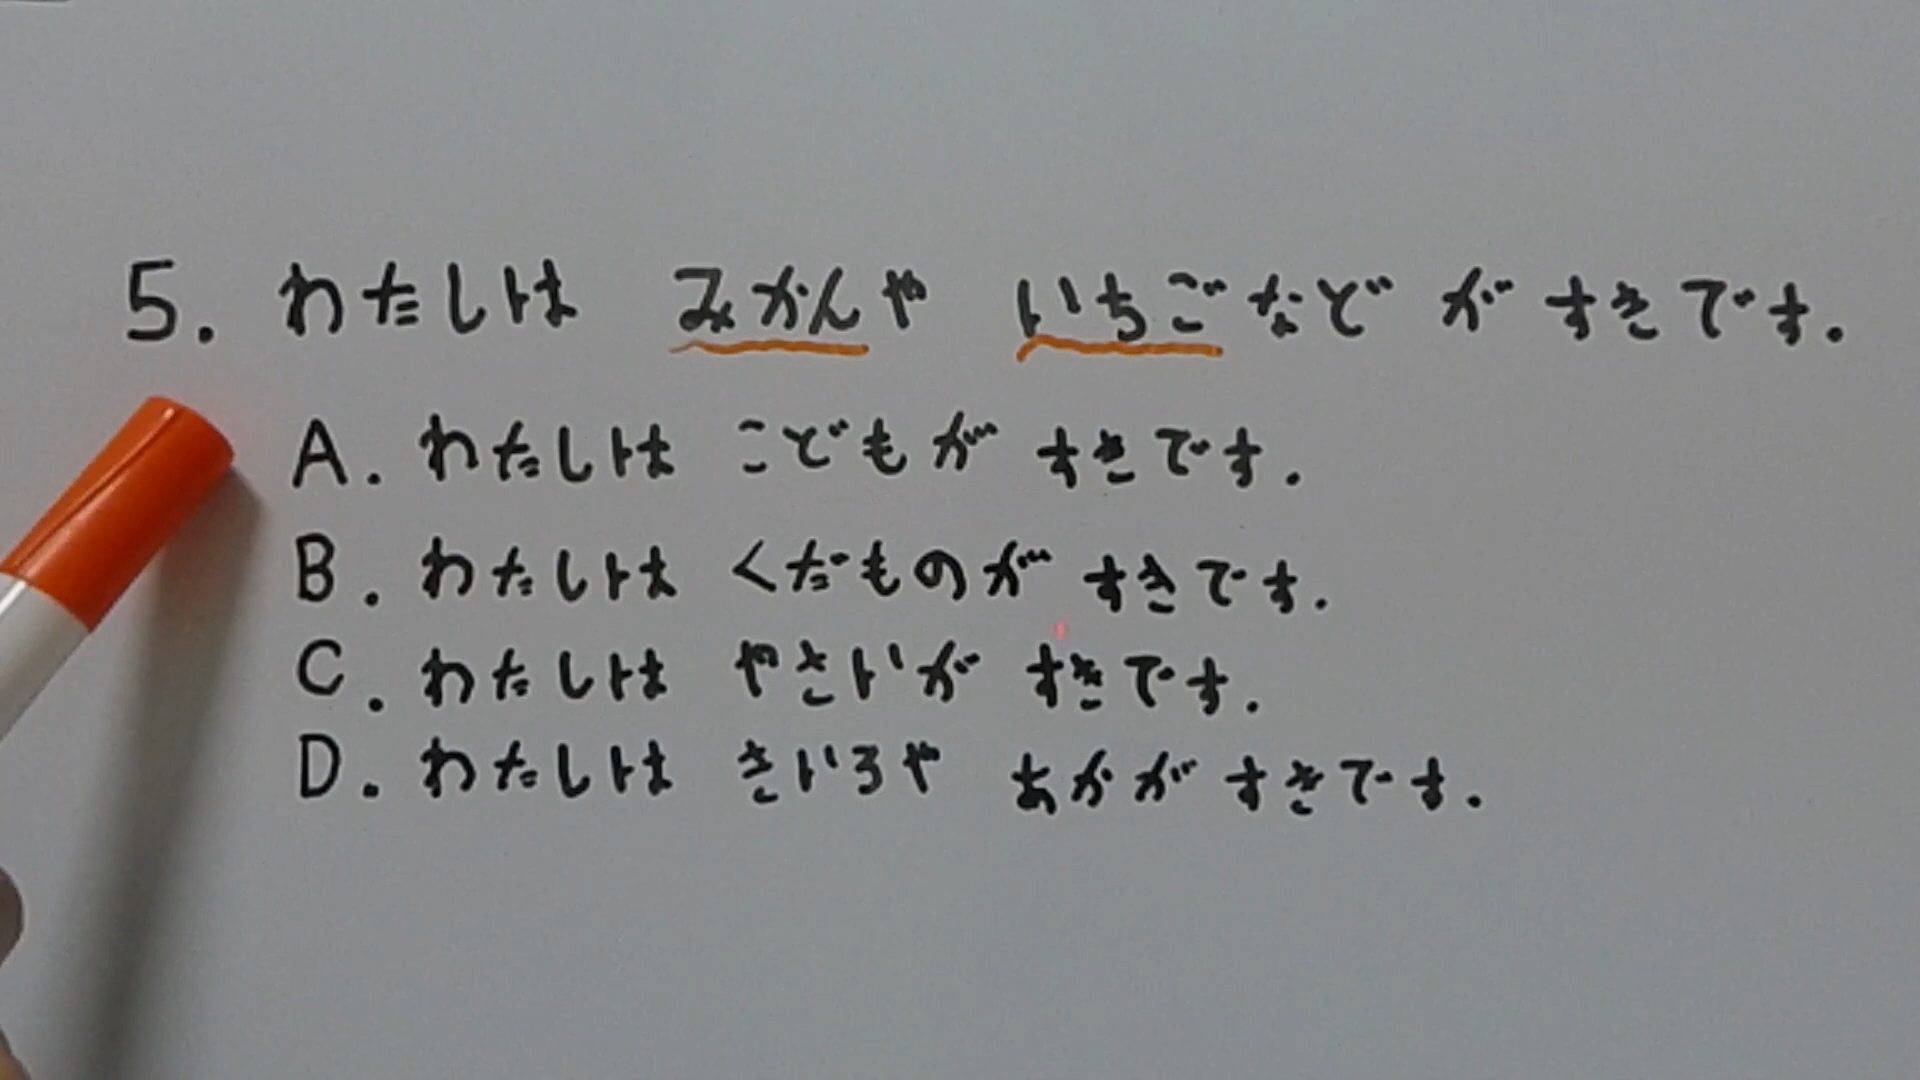 5. わたしは みかんや いちごなど が すきです.
A. わたしは こどもが すきです.
B. わたしは くだものが すきです.
C. わたしは やさいが すきです.
D. わたしは きいろや あかが すきです.